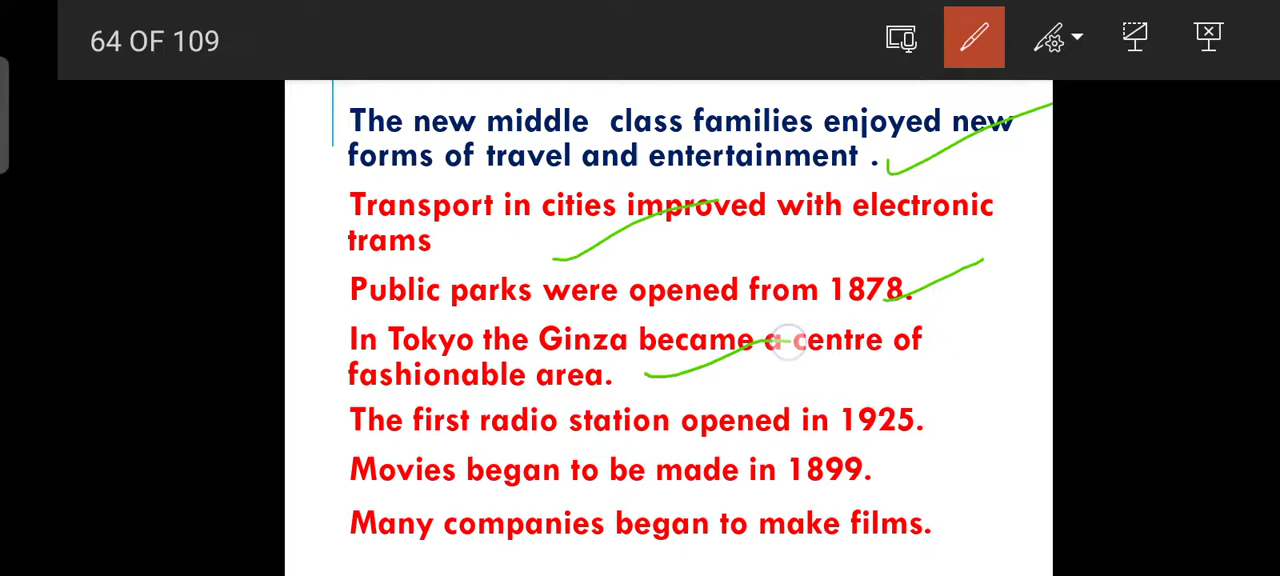 64 OF 109
The new middle class families enjoyed new
forms of travel and entertainment .
Transport in cities improved with electronic
trams
Public parks were opened from 1878.
In Tokyo the Ginza became a centre of
fashionable area.
The first radio station opened in 1925.
Movies began to be made in 1899.
Many companies began to make films.